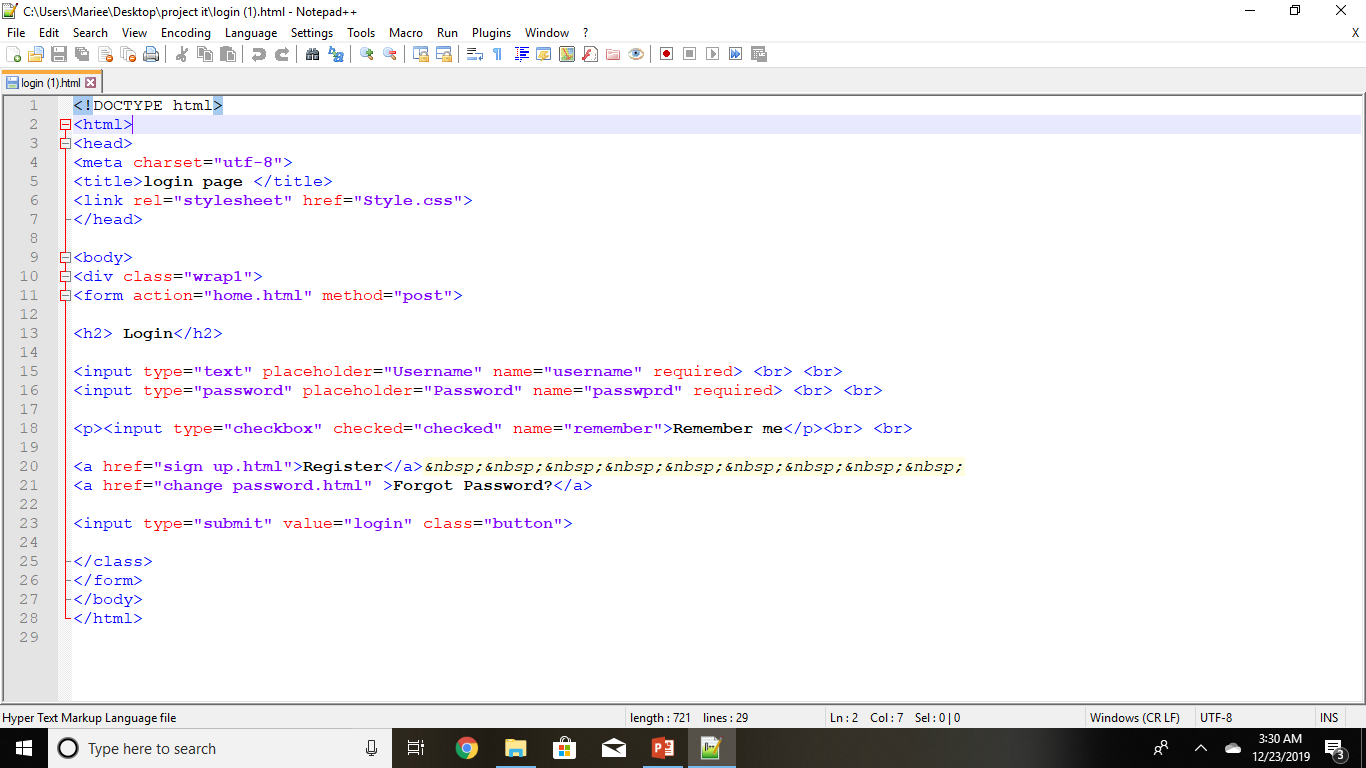 C:\Users\Mariee\Desktop\project it\login (1).html - Notepad++
File Edit Search View Encoding Language Settings Tools Macro Run Plugins Window ? X
login (1).html
1 <!DOCTYPE html>
2 <html>
3 <head>
4 <meta charset="utf-8">
5 <title>login page </title>
6 <link rel="stylesheet" href="Style.css">
7 </head>
8
9 <body>
10 <div class="wrap1">
11 <form action="home.html" method="post">
12
13 <h2> Login</h2>
14
15 <input type="text" placeholder="Username" name="username" required> <br> <br>
16 <input type="password" placeholder="Password" name="passwprd" required> <br> <br>
17
18 <p><input type="checkbox" checked="checked" name="remember">Remember me</p><br> <br>
19
20 <a href="sign up.html">Register</a>&nbsp;&nbsp;&nbsp;&nbsp;&nbsp;&nbsp;&nbsp;&nbsp;&nbsp;
21 <a href="change password.html" >Forgot Password?</a>
22
23 <input type="submit" value="login" class="button">
24
25 </class>
26 </form>
27 </body>
28 </html>
29
Hyper Text Markup Language file length : 721 lines : 29 Ln : 2 Col : 7 Sel : 0 | 0 Windows (CR LF) UTF-8 INS
Type here to search
3:30 AM
12/23/2019
3